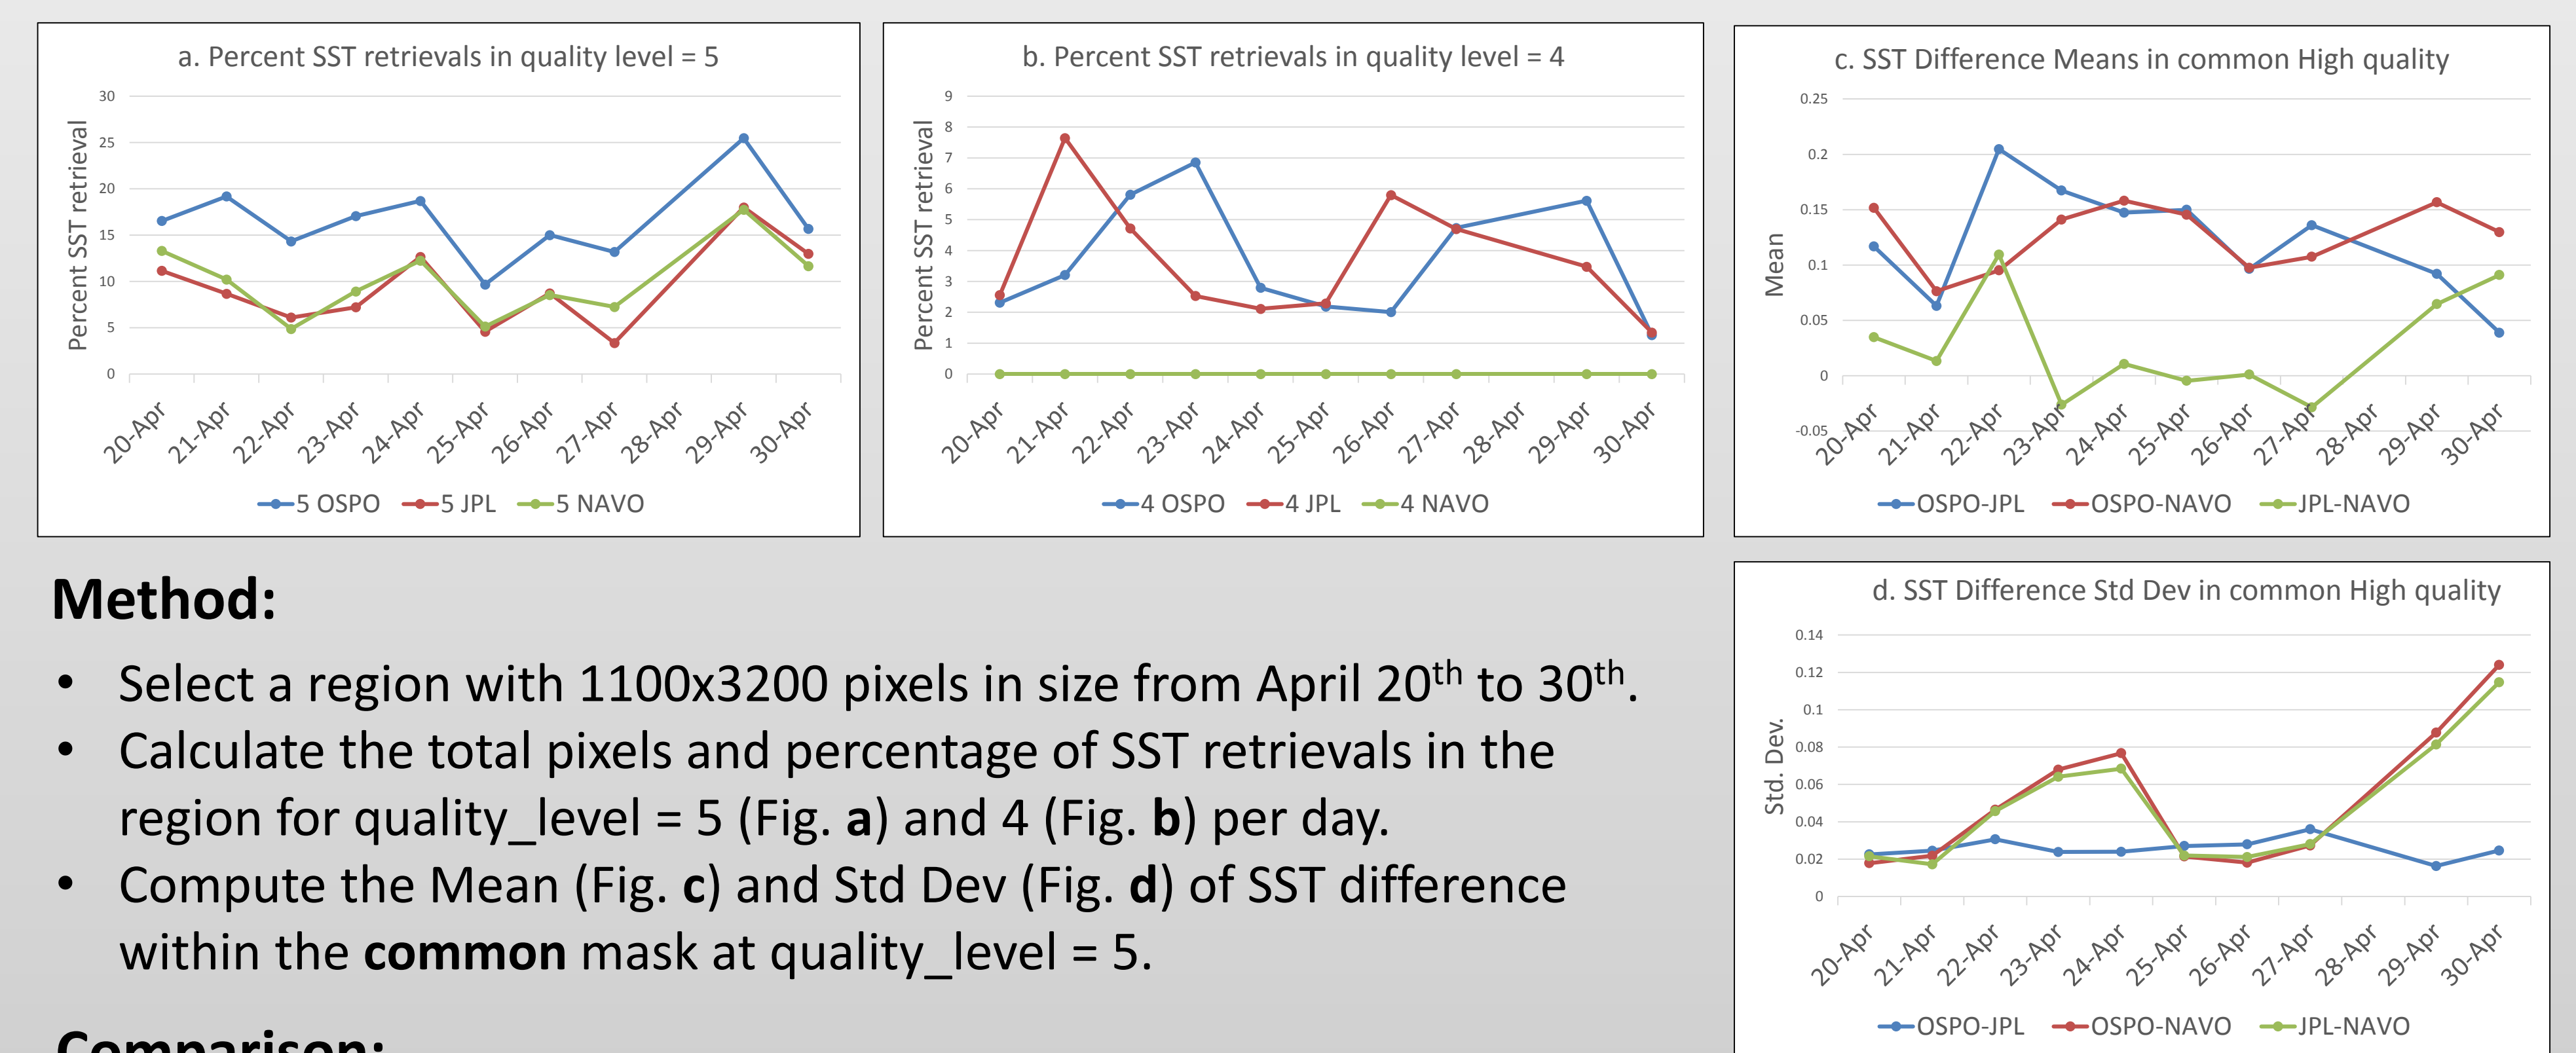 a. Percent SST retrievals in quality level = 5
Percent SST retrieval
30
25
20
15
10
5
0
20-Apr
21-Apr
22-Apr
23-Apr
24-Apr
25-Apr
26-Apr
27-Apr
28-Apr
29-Apr
30-Apr
5 OSPO 5 JPL 5 NAVO
b. Percent SST retrievals in quality level = 4
Percent SST retrieval
9
8
7
6
5
4
3
2
1
0
20-Apr
21-Apr
22-Apr
23-Apr
24-Apr
25-Apr
26-Apr
27-Apr
28-Apr
29-Apr
30-Apr
4 OSPO 4 JPL 4 NAVO
c. SST Difference Means in common High quality
Mean
0.25
0.2
0.15
0.1
0.05
0
-0.05
20-Apr
21-Apr
22-Apr
23-Apr
24-Apr
25-Apr
26-Apr
27-Apr
28-Apr
29-Apr
30-Apr
OSPO-JPL OSPO-NAVO JPL-NAVO
Method:
• Select a region with 1100x3200 pixels in size from April 20th to 30th.
• Calculate the total pixels and percentage of SST retrievals in the
region for quality_level = 5 (Fig. a) and 4 (Fig. b) per day.
• Compute the Mean (Fig. c) and Std Dev (Fig. d) of SST difference
within the common mask at quality_level = 5.
Comparison:
d. SST Difference Std Dev in common High quality
Std. Dev.
0.14
0.12
0.1
0.08
0.06
0.04
0.02
0
20-Apr
21-Apr
22-Apr
23-Apr
24-Apr
25-Apr
26-Apr
27-Apr
28-Apr
29-Apr
30-Apr
OSPO-JPL OSPO-NAVO JPL-NAVO